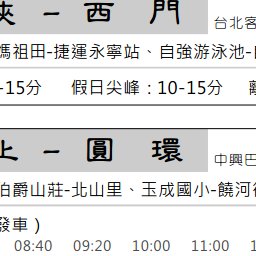 峽 – 西 門
台北客
媽祖田-捷運永寧站、自強游泳池-
-15分 假日尖峰：10-15分 離
上 – 圓 環
中興巴
伯爵山莊-北山里、玉成國小-饒河
發車）
08:40 09:20 10:00 11:00